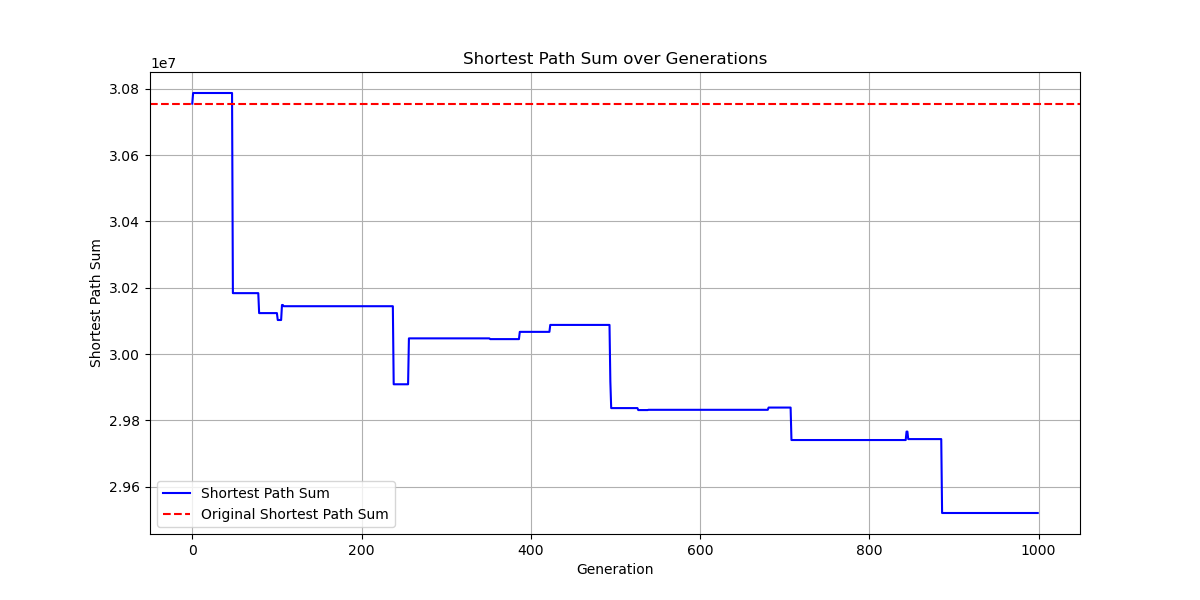 Shortest Path Sum over Generations
1e7
3.08
3.06
3.04
3.02
3.00
2.98
2.96
Shortest Path Sum
Shortest Path Sum
Original Shortest Path Sum
0 200 400 600 800 1000
Generation